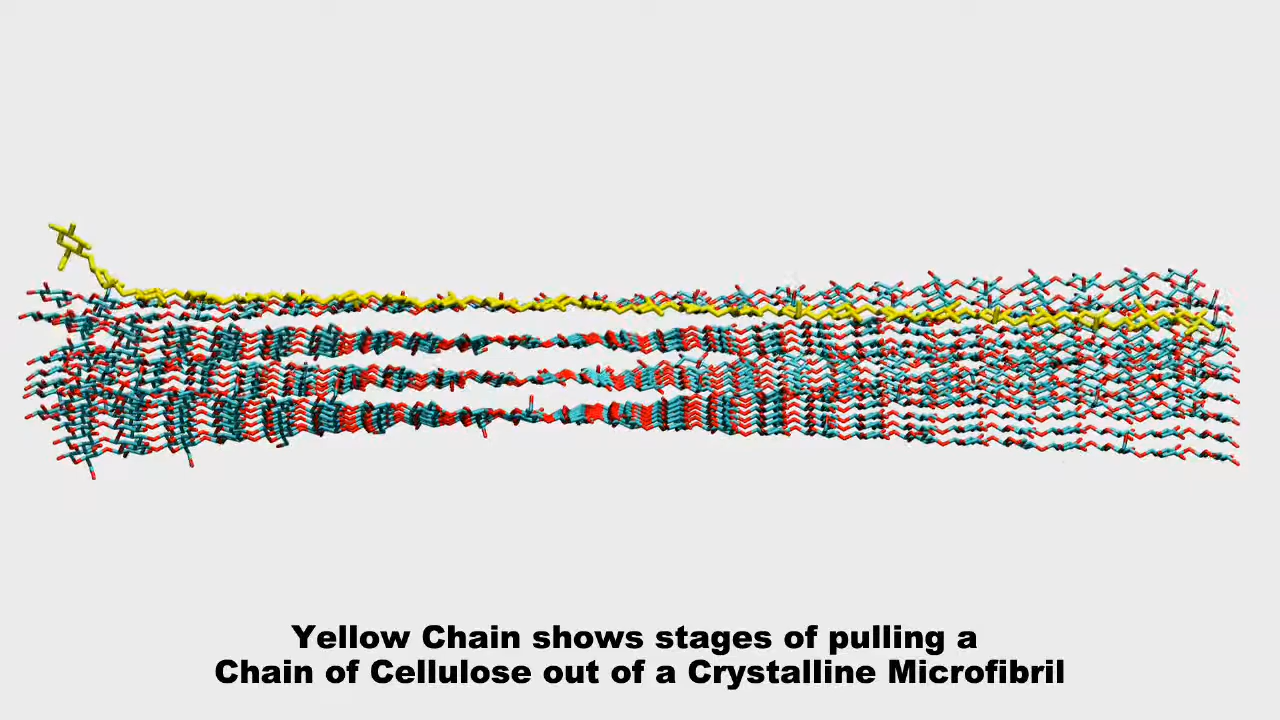 Yellow Chain shows stages of pulling a
Chain of Cellulose out of a Crystalline Microfibril